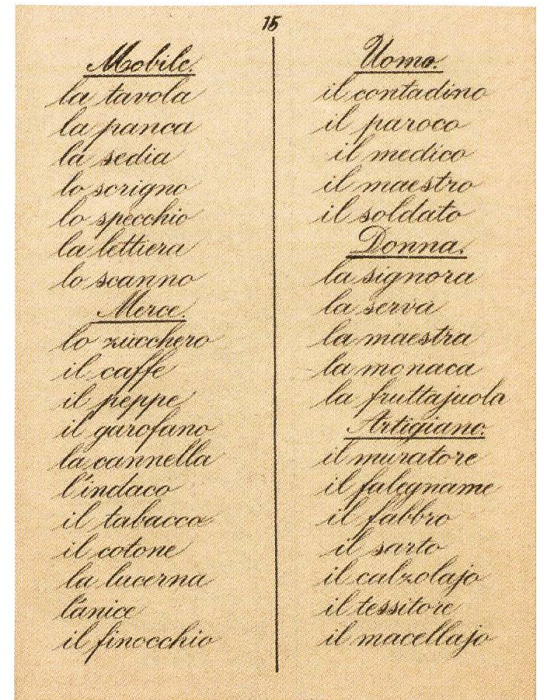 15
Mobile.
la tavola
la panca
la sedia
lo scrigno
lo specchio
la lettiera
lo scanno
Merce.
lo zucchero
il caffe
il peppe
il garofano
la cannella
l'indaco
il tabacco
il cotone
la lucerna
l'anice
il finocchio
Uomo.
il contadino
il paroco
il medico
il maestro
il soldato
Donna.
la signora
la serva
la maestra
la monaca
la fruttajuola
Artigiano.
il muratore
il falegname
il fabbro
il sarto
il calzolajo
il tessitore
il macellajo